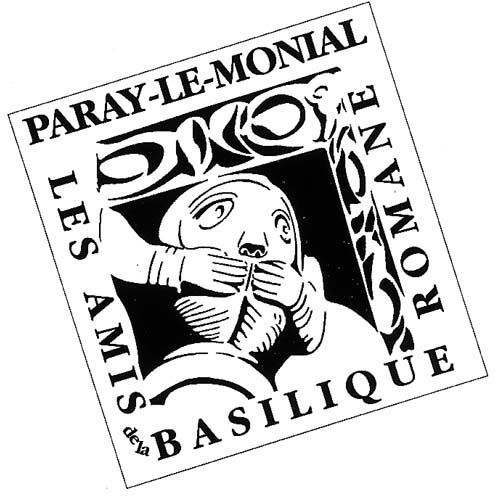 PARAY-LE-MONIAL
LES AMIS
de la
BASILIQUE
ROMANE